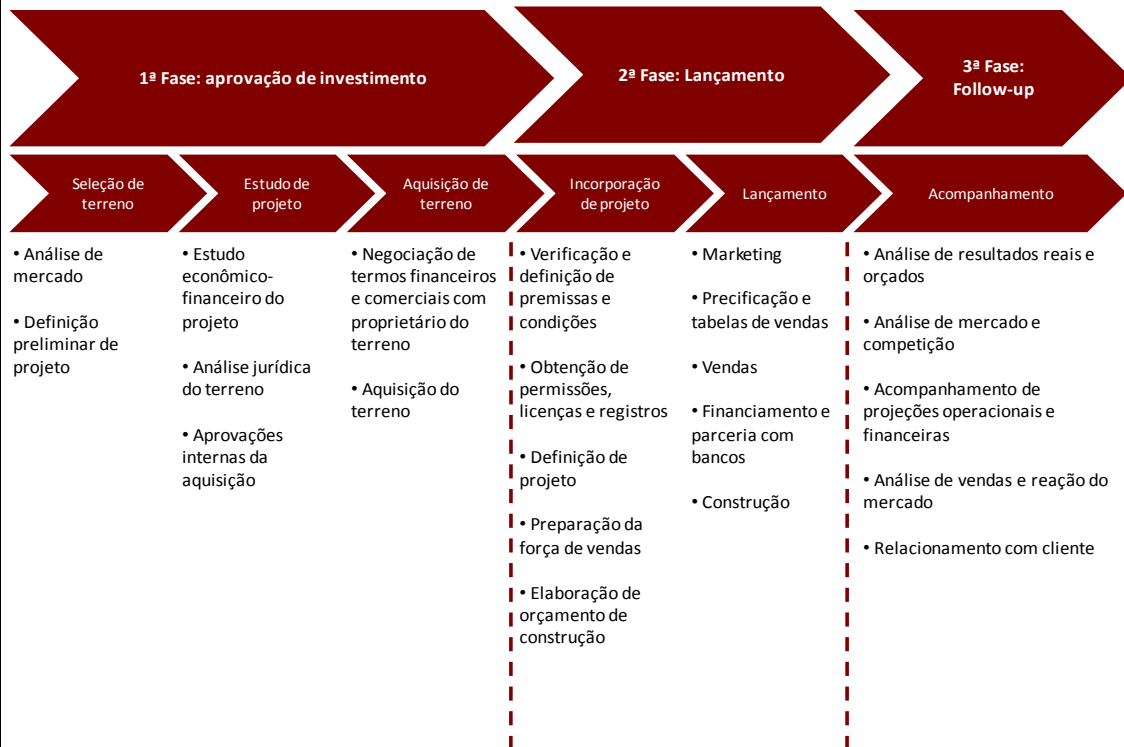 1ª Fase: aprovação de investimento
2ª Fase: Lançamento
3ª Fase:
Follow-up
Seleção de
terreno
Estudo de
projeto
Aquisição de
terreno
Incorporação
de projeto
Lançamento
Acompanhamento
• Análise de
mercado
• Definição
preliminar de
projeto
• Estudo
econômico-
financeiro do
projeto
• Análise jurídica
do terreno
• Aprovações
internas da
aquisição
• Negociação de
termos financeiros
e comerciais com
proprietário do
terreno
• Aquisição do
terreno
• Verificação e
definição de
premissas e
condições
• Obtenção de
permissões,
licenças e registros
• Definição de
projeto
• Preparação da
força de vendas
• Elaboração de
orçamento de
construção
• Marketing
• Precificação e
tabelas de vendas
• Vendas
• Financiamento e
parceria com
bancos
• Construção
• Análise de resultados reais e
orçados
• Análise de mercado e
competição
• Acompanhamento de
projeções operacionais e
financeiras
• Análise de vendas e reação do
mercado
• Relacionamento com cliente